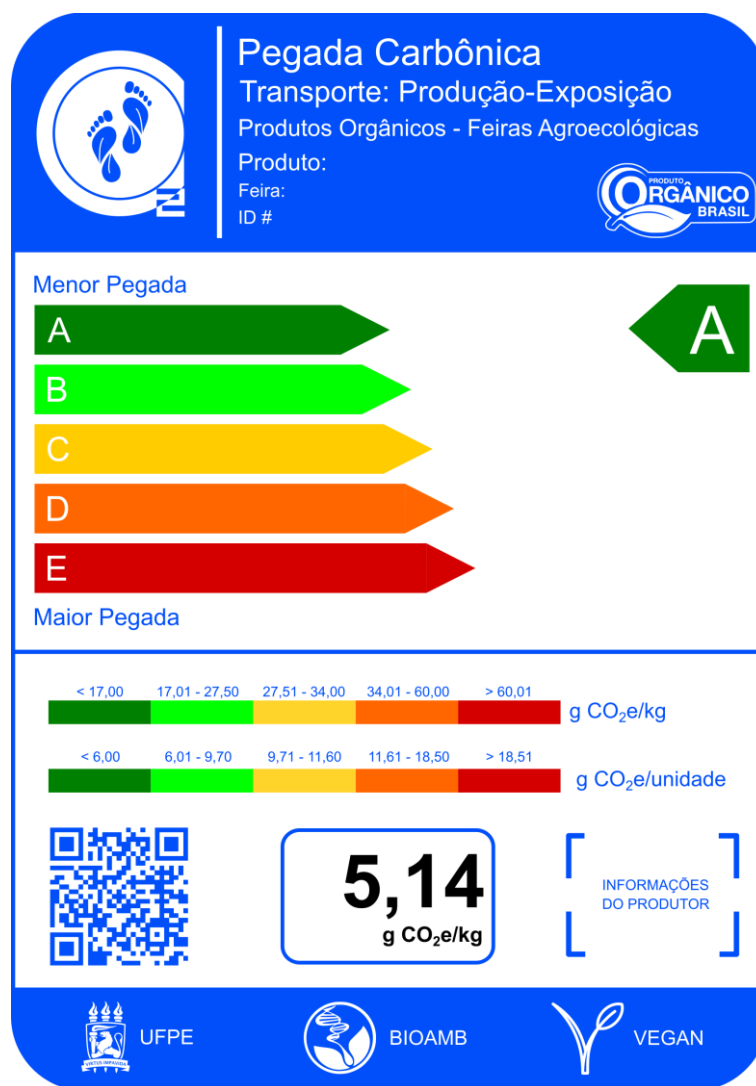 Pegada Carbônica
Transporte: Produção-Exposição
Produtos Orgânicos - Feiras Agroecológicas
Produto:
Feira:
ID #
PRODUTO
ORGÂNICO
BRASIL
Menor Pegada
A
A
B
C
D
E
Maior Pegada
< 17,00 17,01 - 27,50 27,51 - 34,00 34,01 - 60,00 > 60,01
g CO₂e/kg
< 6,00 6,01 - 9,70 9,71 - 11,60 11,61 - 18,50 > 18,51
g CO₂e/unidade
5,14
g CO₂e/kg
INFORMAÇÕES
DO PRODUTOR
VIRTUS IMPAVIDA
UFPE
BIOAMB
VEGAN